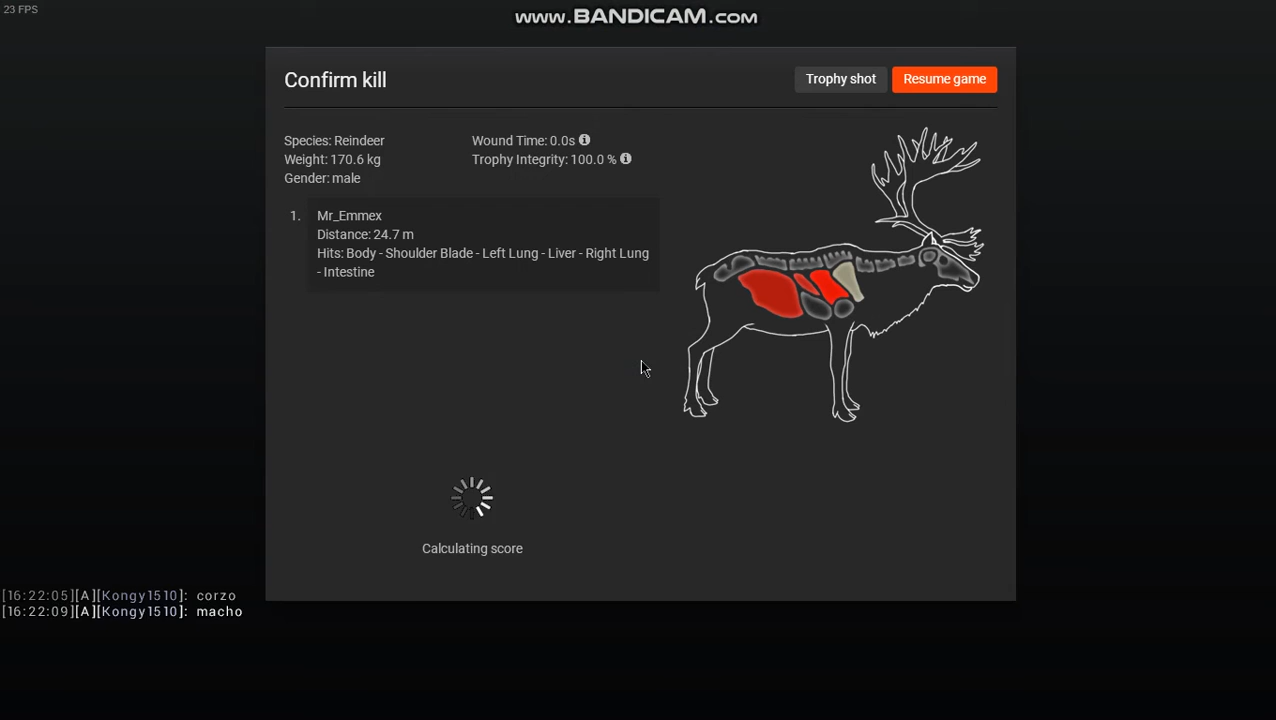 23 FPS
www.BANDICAM.com
Confirm kill
Trophy shot
Resume game
Species: Reindeer
Wound Time: 0.0s
Weight: 170.6 kg
Trophy Integrity: 100.0 %
Gender: male
1. Mr_Emmex
Distance: 24.7 m
Hits: Body - Shoulder Blade - Left Lung - Liver - Right Lung
- Intestine
Calculating score
[16:22:05][A][Kongy1510]: corzo
[16:22:09][A][Kongy1510]: macho